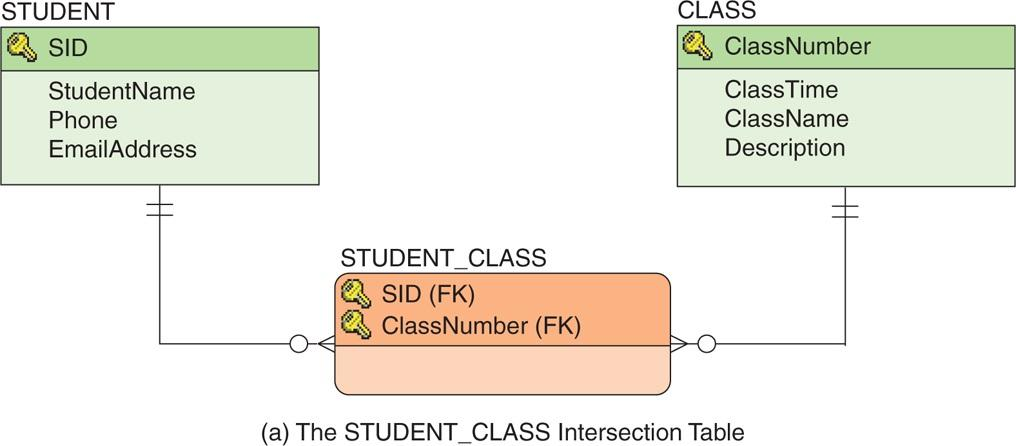 STUDENT
SID
StudentName
Phone
EmailAddress
CLASS
ClassNumber
ClassTime
ClassName
Description
STUDENT_CLASS
SID (FK)
ClassNumber (FK)
(a) The STUDENT_CLASS Intersection Table